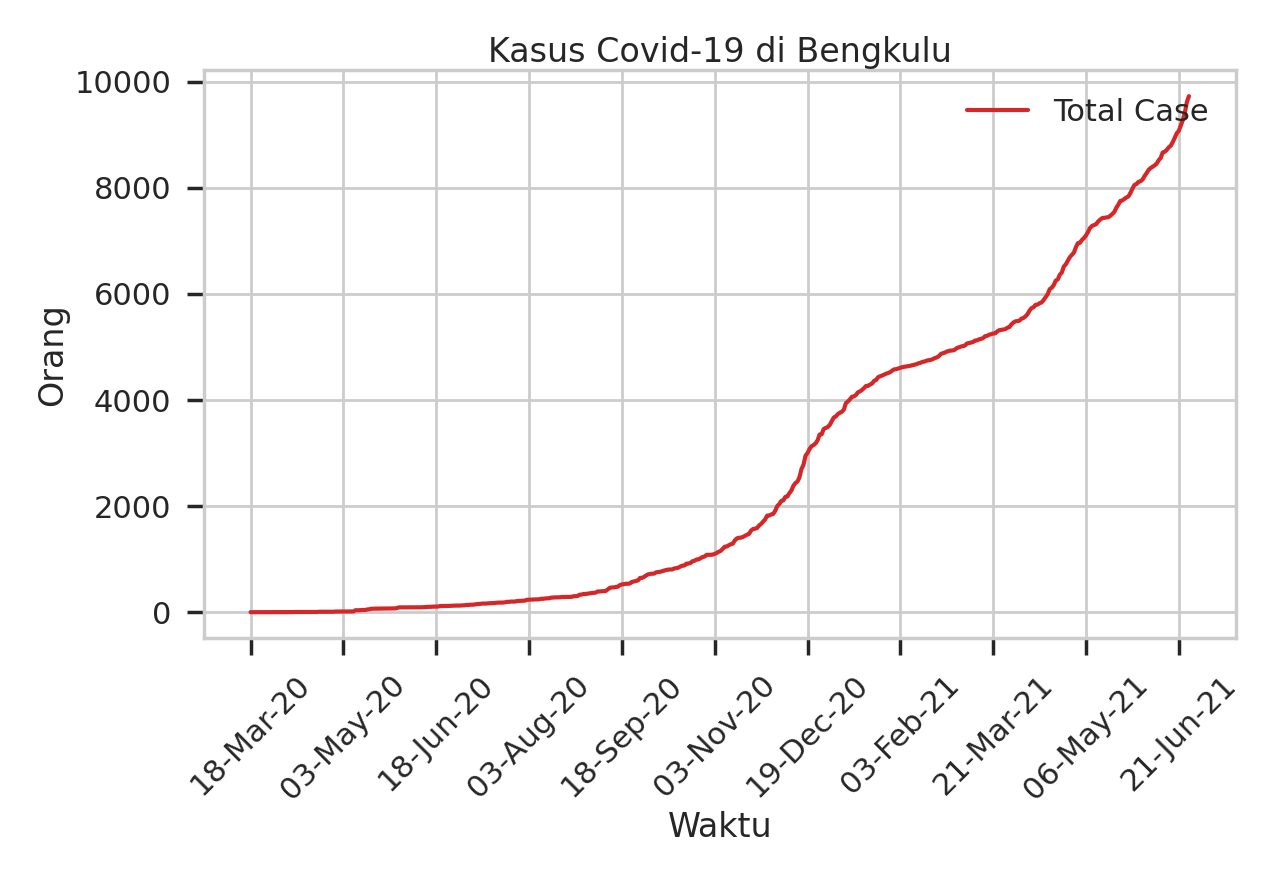 Kasus Covid-19 di Bengkulu
Total Case
10000
8000
6000
4000
2000
0
Orang
18-Mar-20
03-May-20
18-Jun-20
03-Aug-20
18-Sep-20
03-Nov-20
19-Dec-20
03-Feb-21
21-Mar-21
06-May-21
21-Jun-21
Waktu